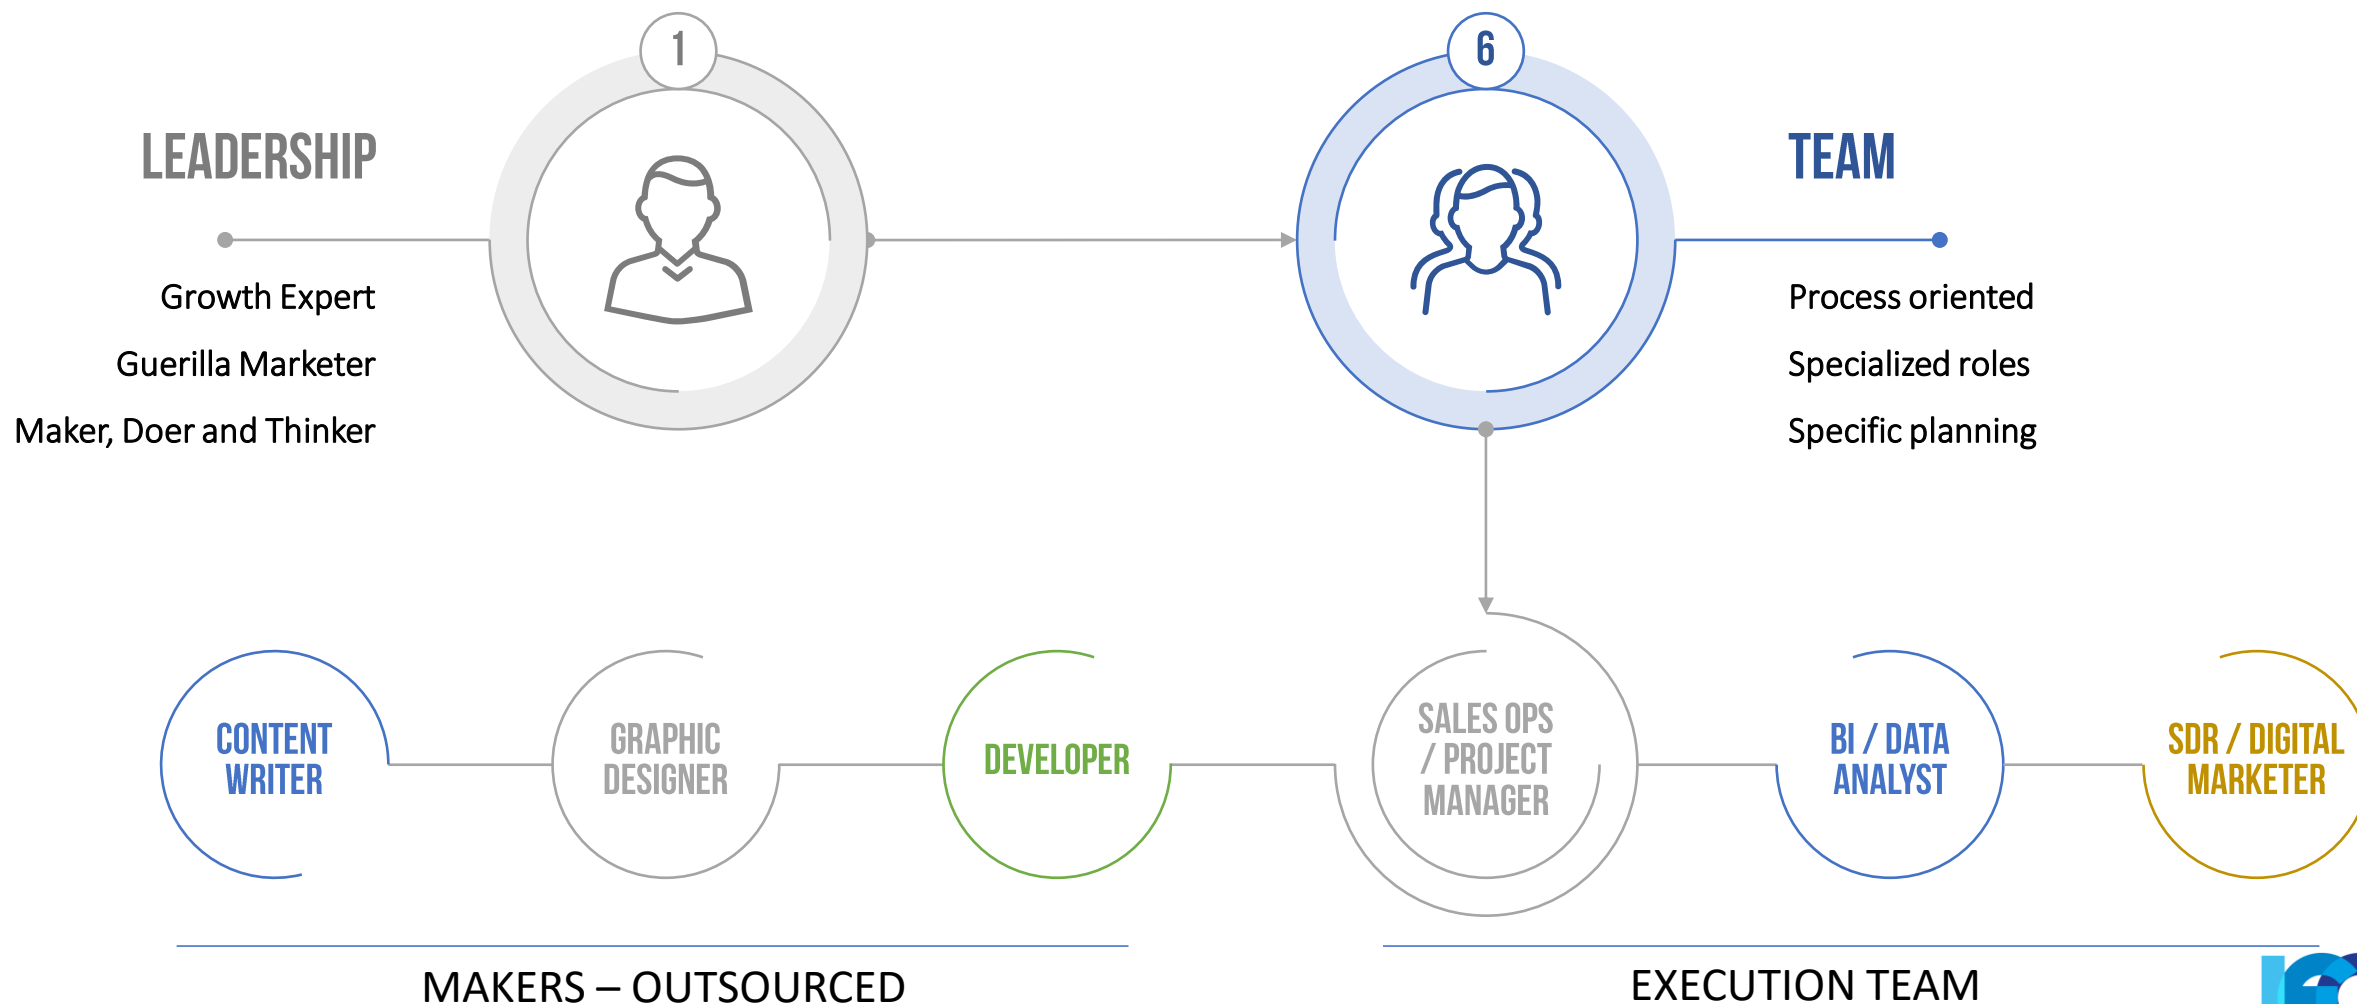 1
6
LEADERSHIP
TEAM
Growth Expert
Guerilla Marketer
Maker, Doer and Thinker
Process oriented
Specialized roles
Specific planning
CONTENT
WRITER
GRAPHIC
DESIGNER
DEVELOPER
SALES OPS
/ PROJECT
MANAGER
BI / DATA
ANALYST
SDR / DIGITAL
MARKETER
MAKERS – OUTSOURCED
EXECUTION TEAM